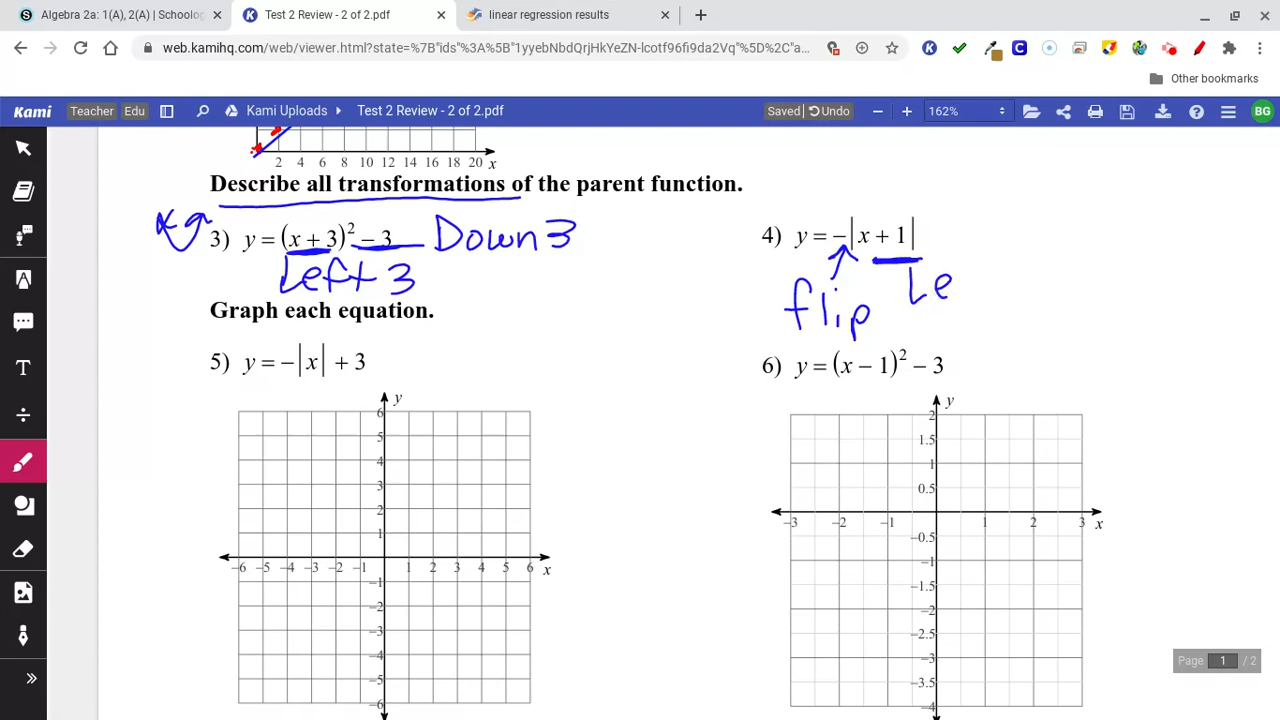 Algebra 2a: 1(A), 2(A) | Schoolog
Test 2 Review - 2 of 2.pdf
linear regression results
web.kamihq.com/web/viewer.html?state=%7B"ids"%3A%5B"1yyebNbdQrjHkYeZN-lcotf96fi9da2Vq"%5D%2C"a...
Other bookmarks
Kami Teacher Edu Kami Uploads Test 2 Review - 2 of 2.pdf Saved Undo 162% BG
2 4 6 8 10 12 14 16 18 20 x
Describe all transformations of the parent function.
3) y = (x + 3)² − 3 Down 3
Left 3
4) y = −|x + 1|
flip Le
Graph each equation.
5) y = −|x| + 3
6) y = (x − 1)² − 3
y
6
5
4
3
2
1
−6 −5 −4 −3 −2 −1 1 2 3 4 5 6 x
−1
−2
−3
−4
−5
−6
y
2
1.5
1
0.5
−3 −2 −1 1 2 3 x
−0.5
−1
−1.5
−2
−2.5
−3
−3.5
−4
Page 1 / 2